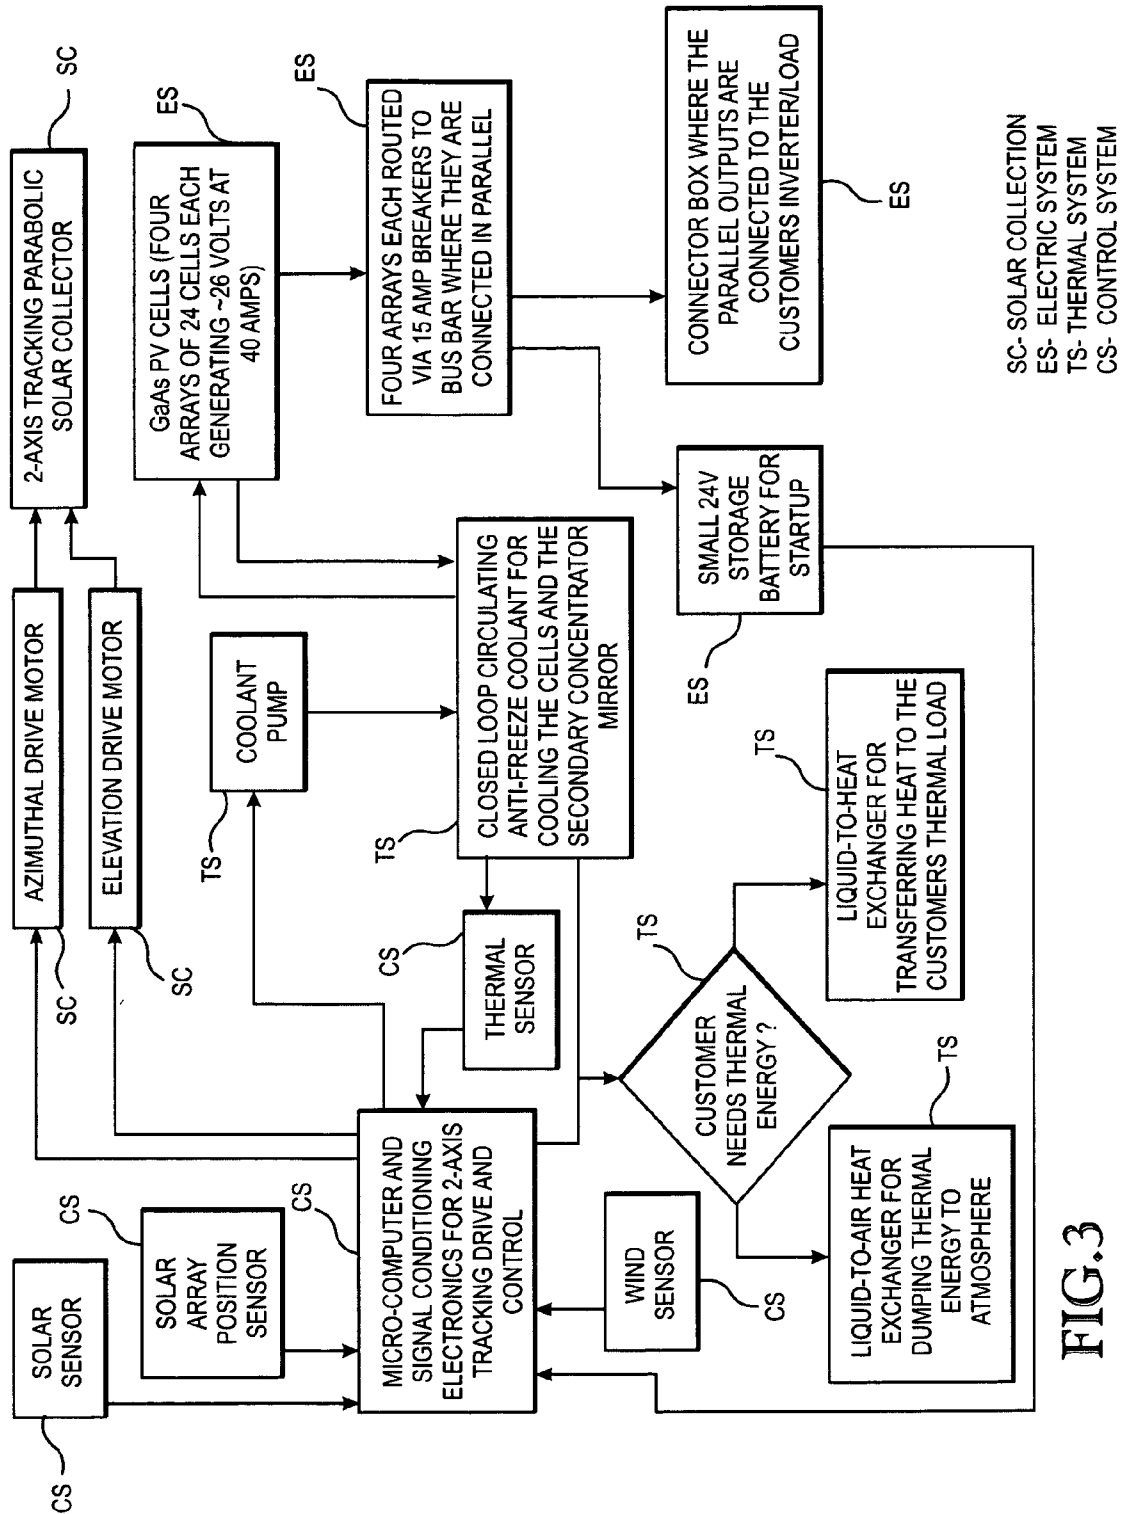 SOLAR
SENSOR
CS
SOLAR
ARRAY
POSITION
SENSOR
CS
MICRO-COMPUTER AND
SIGNAL CONDITIONING
ELECTRONICS FOR 2-AXIS
TRACKING DRIVE AND
CONTROL
CS
WIND
SENSOR
CS
AZIMUTHAL DRIVE MOTOR
SC
ELEVATION DRIVE MOTOR
SC
2-AXIS TRACKING PARABOLIC
SOLAR COLLECTOR
SC
COOLANT
PUMP
TS
GaAs PV CELLS (FOUR
ARRAYS OF 24 CELLS EACH
GENERATING ~26 VOLTS AT
40 AMPS)
ES
THERMAL
SENSOR
CS
CLOSED LOOP CIRCULATING
ANTI-FREEZE COOLANT FOR
COOLING THE CELLS AND THE
SECONDARY CONCENTRATOR
MIRROR
TS
FOUR ARRAYS EACH ROUTED
VIA 15 AMP BREAKERS TO
BUS BAR WHERE THEY ARE
CONNECTED IN PARALLEL
ES
CUSTOMER
NEEDS THERMAL
ENERGY ?
TS
SMALL 24V
STORAGE
BATTERY FOR
STARTUP
ES
CONNECTOR BOX WHERE THE
PARALLEL OUTPUTS ARE
CONNECTED TO THE
CUSTOMERS INVERTER/LOAD
ES
LIQUID-TO-AIR HEAT
EXCHANGER FOR
DUMPING THERMAL
ENERGY TO
ATMOSPHERE
TS
LIQUID-TO-HEAT
EXCHANGER FOR
TRANSFERRING HEAT TO THE
CUSTOMERS THERMAL LOAD
TS
SC- SOLAR COLLECTION
ES- ELECTRIC SYSTEM
TS- THERMAL SYSTEM
CS- CONTROL SYSTEM
FIG.3